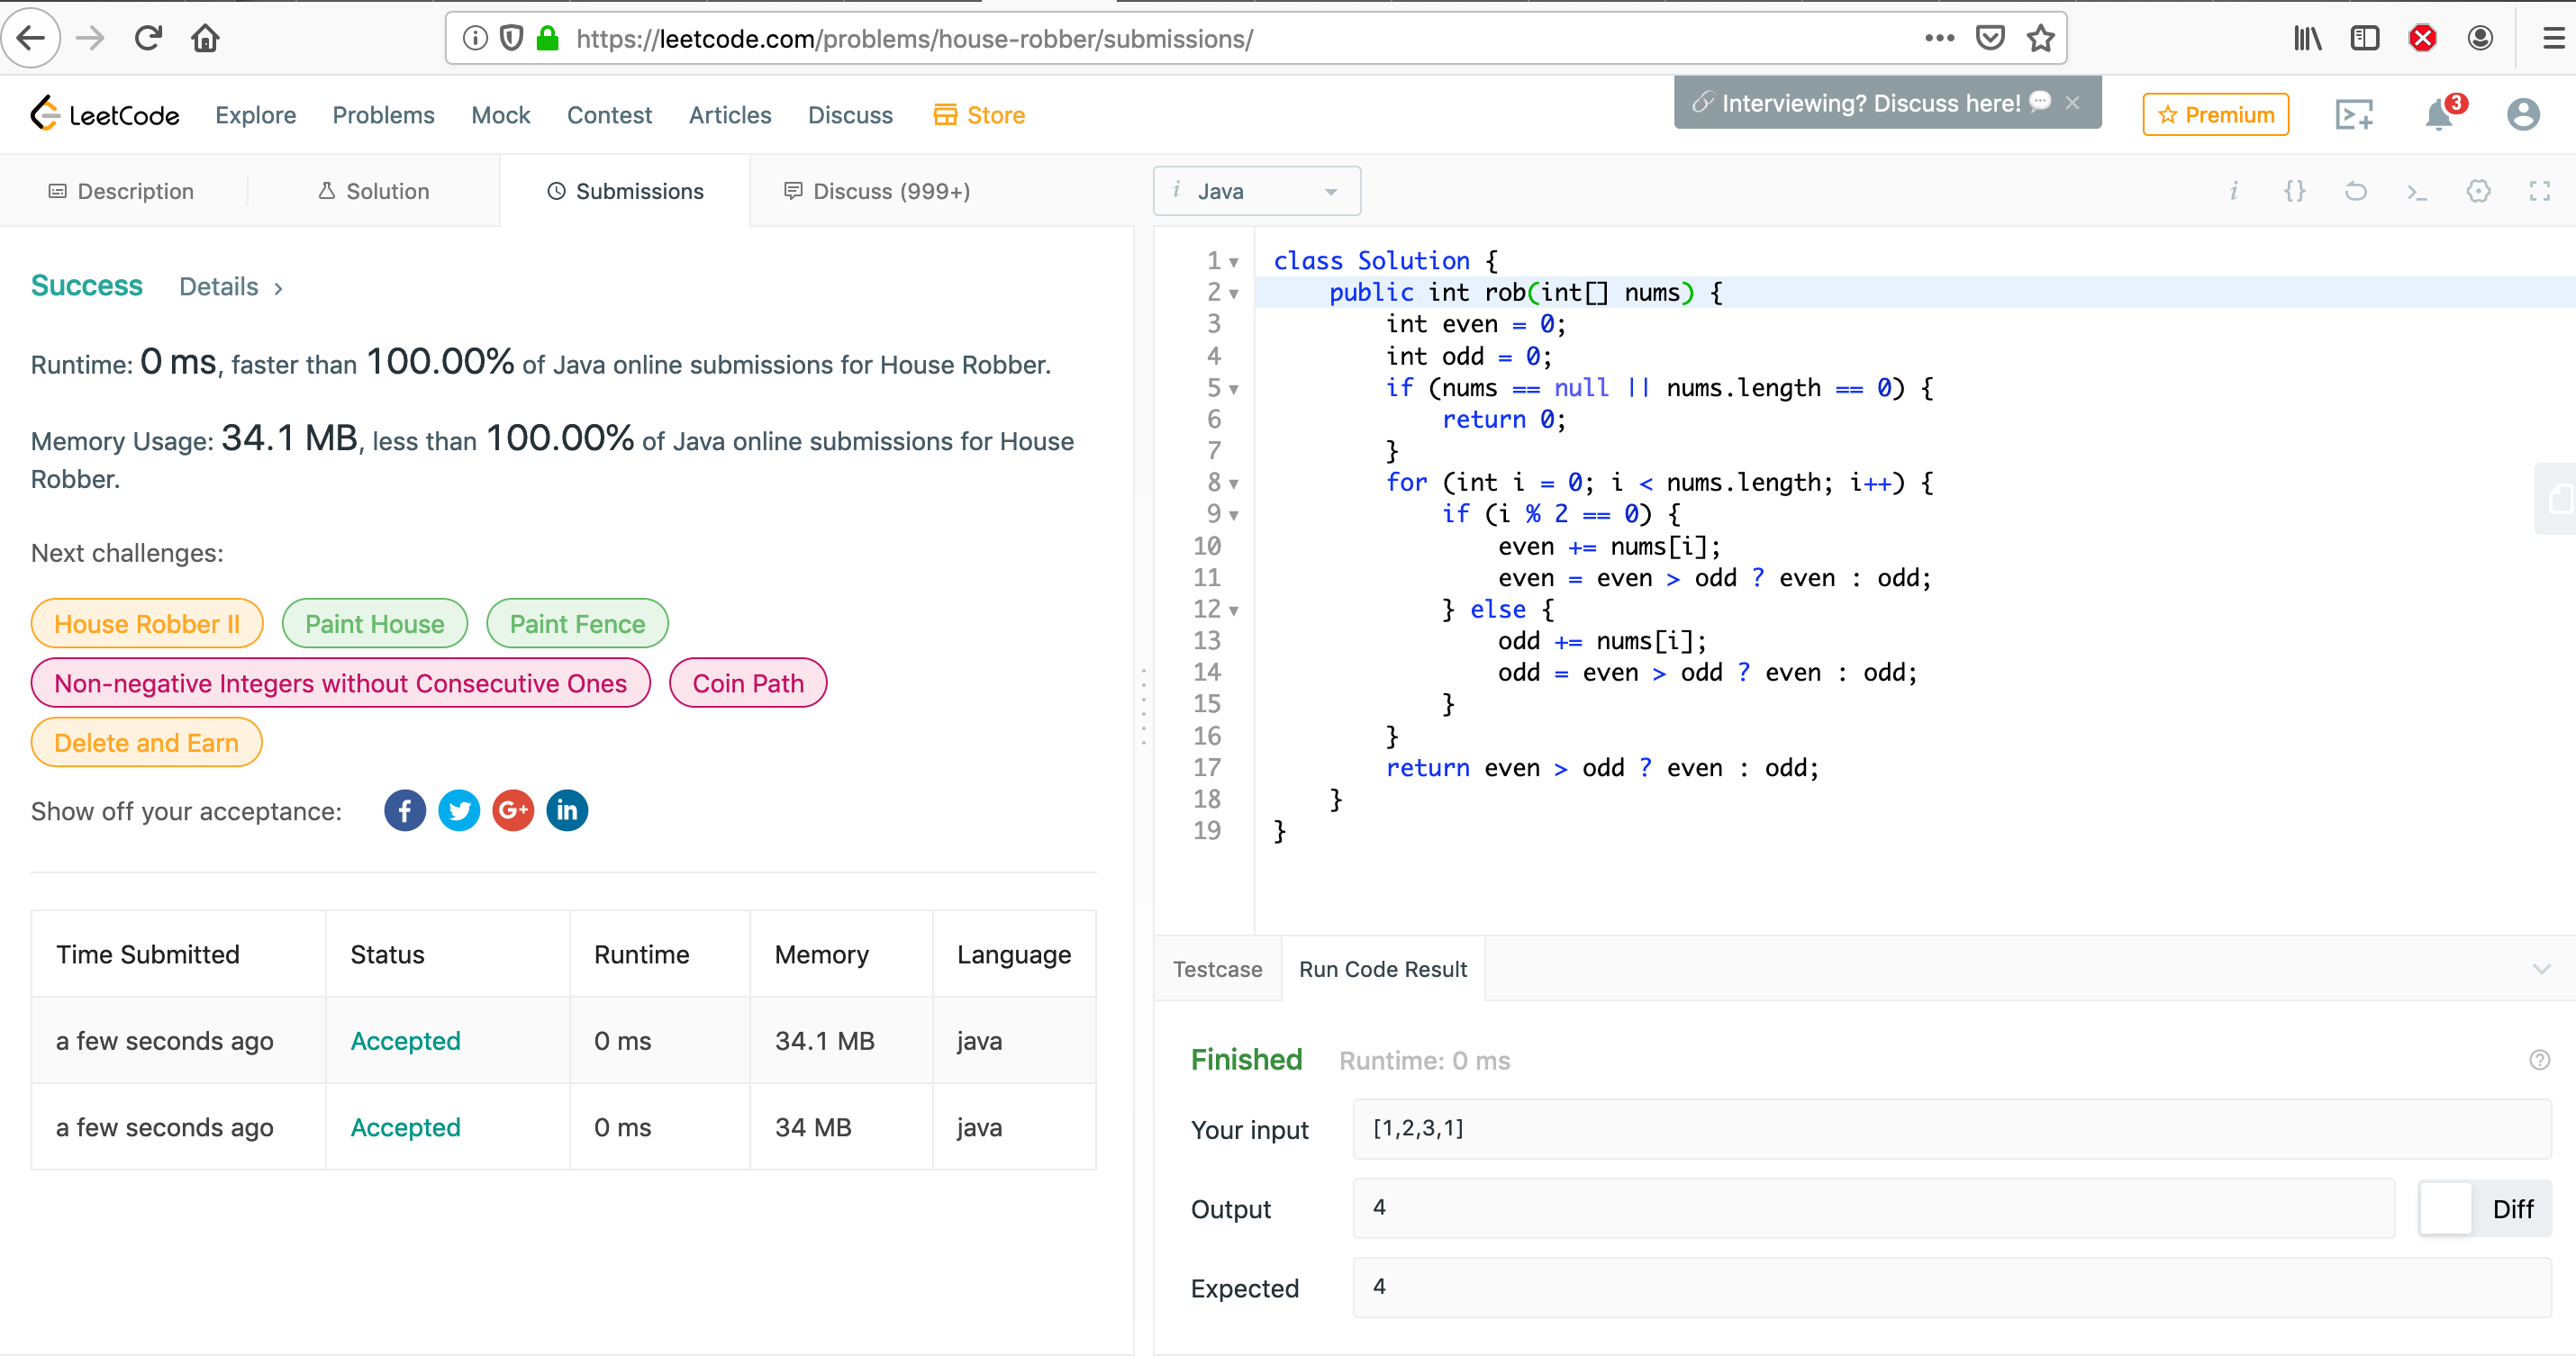 https://leetcode.com/problems/house-robber/submissions/
LeetCode Explore Problems Mock Contest Articles Discuss Store
Interviewing? Discuss here!
Premium
3
Description Solution Submissions Discuss (999+)
i Java
Success Details
Runtime: 0 ms, faster than 100.00% of Java online submissions for House Robber.
Memory Usage: 34.1 MB, less than 100.00% of Java online submissions for House
Robber.
Next challenges:
House Robber II Paint House Paint Fence
Non-negative Integers without Consecutive Ones Coin Path
Delete and Earn
Show off your acceptance: f G+ in
Time Submitted Status Runtime Memory Language
a few seconds ago Accepted 0 ms 34.1 MB java
a few seconds ago Accepted 0 ms 34 MB java
1 class Solution {
2 public int rob(int[] nums) {
3 int even = 0;
4 int odd = 0;
5 if (nums == null || nums.length == 0) {
6 return 0;
7 }
8 for (int i = 0; i < nums.length; i++) {
9 if (i % 2 == 0) {
10 even += nums[i];
11 even = even > odd ? even : odd;
12 } else {
13 odd += nums[i];
14 odd = even > odd ? even : odd;
15 }
16 }
17 return even > odd ? even : odd;
18 }
19 }
Testcase Run Code Result
Finished Runtime: 0 ms
Your input [1,2,3,1]
Output 4 Diff
Expected 4